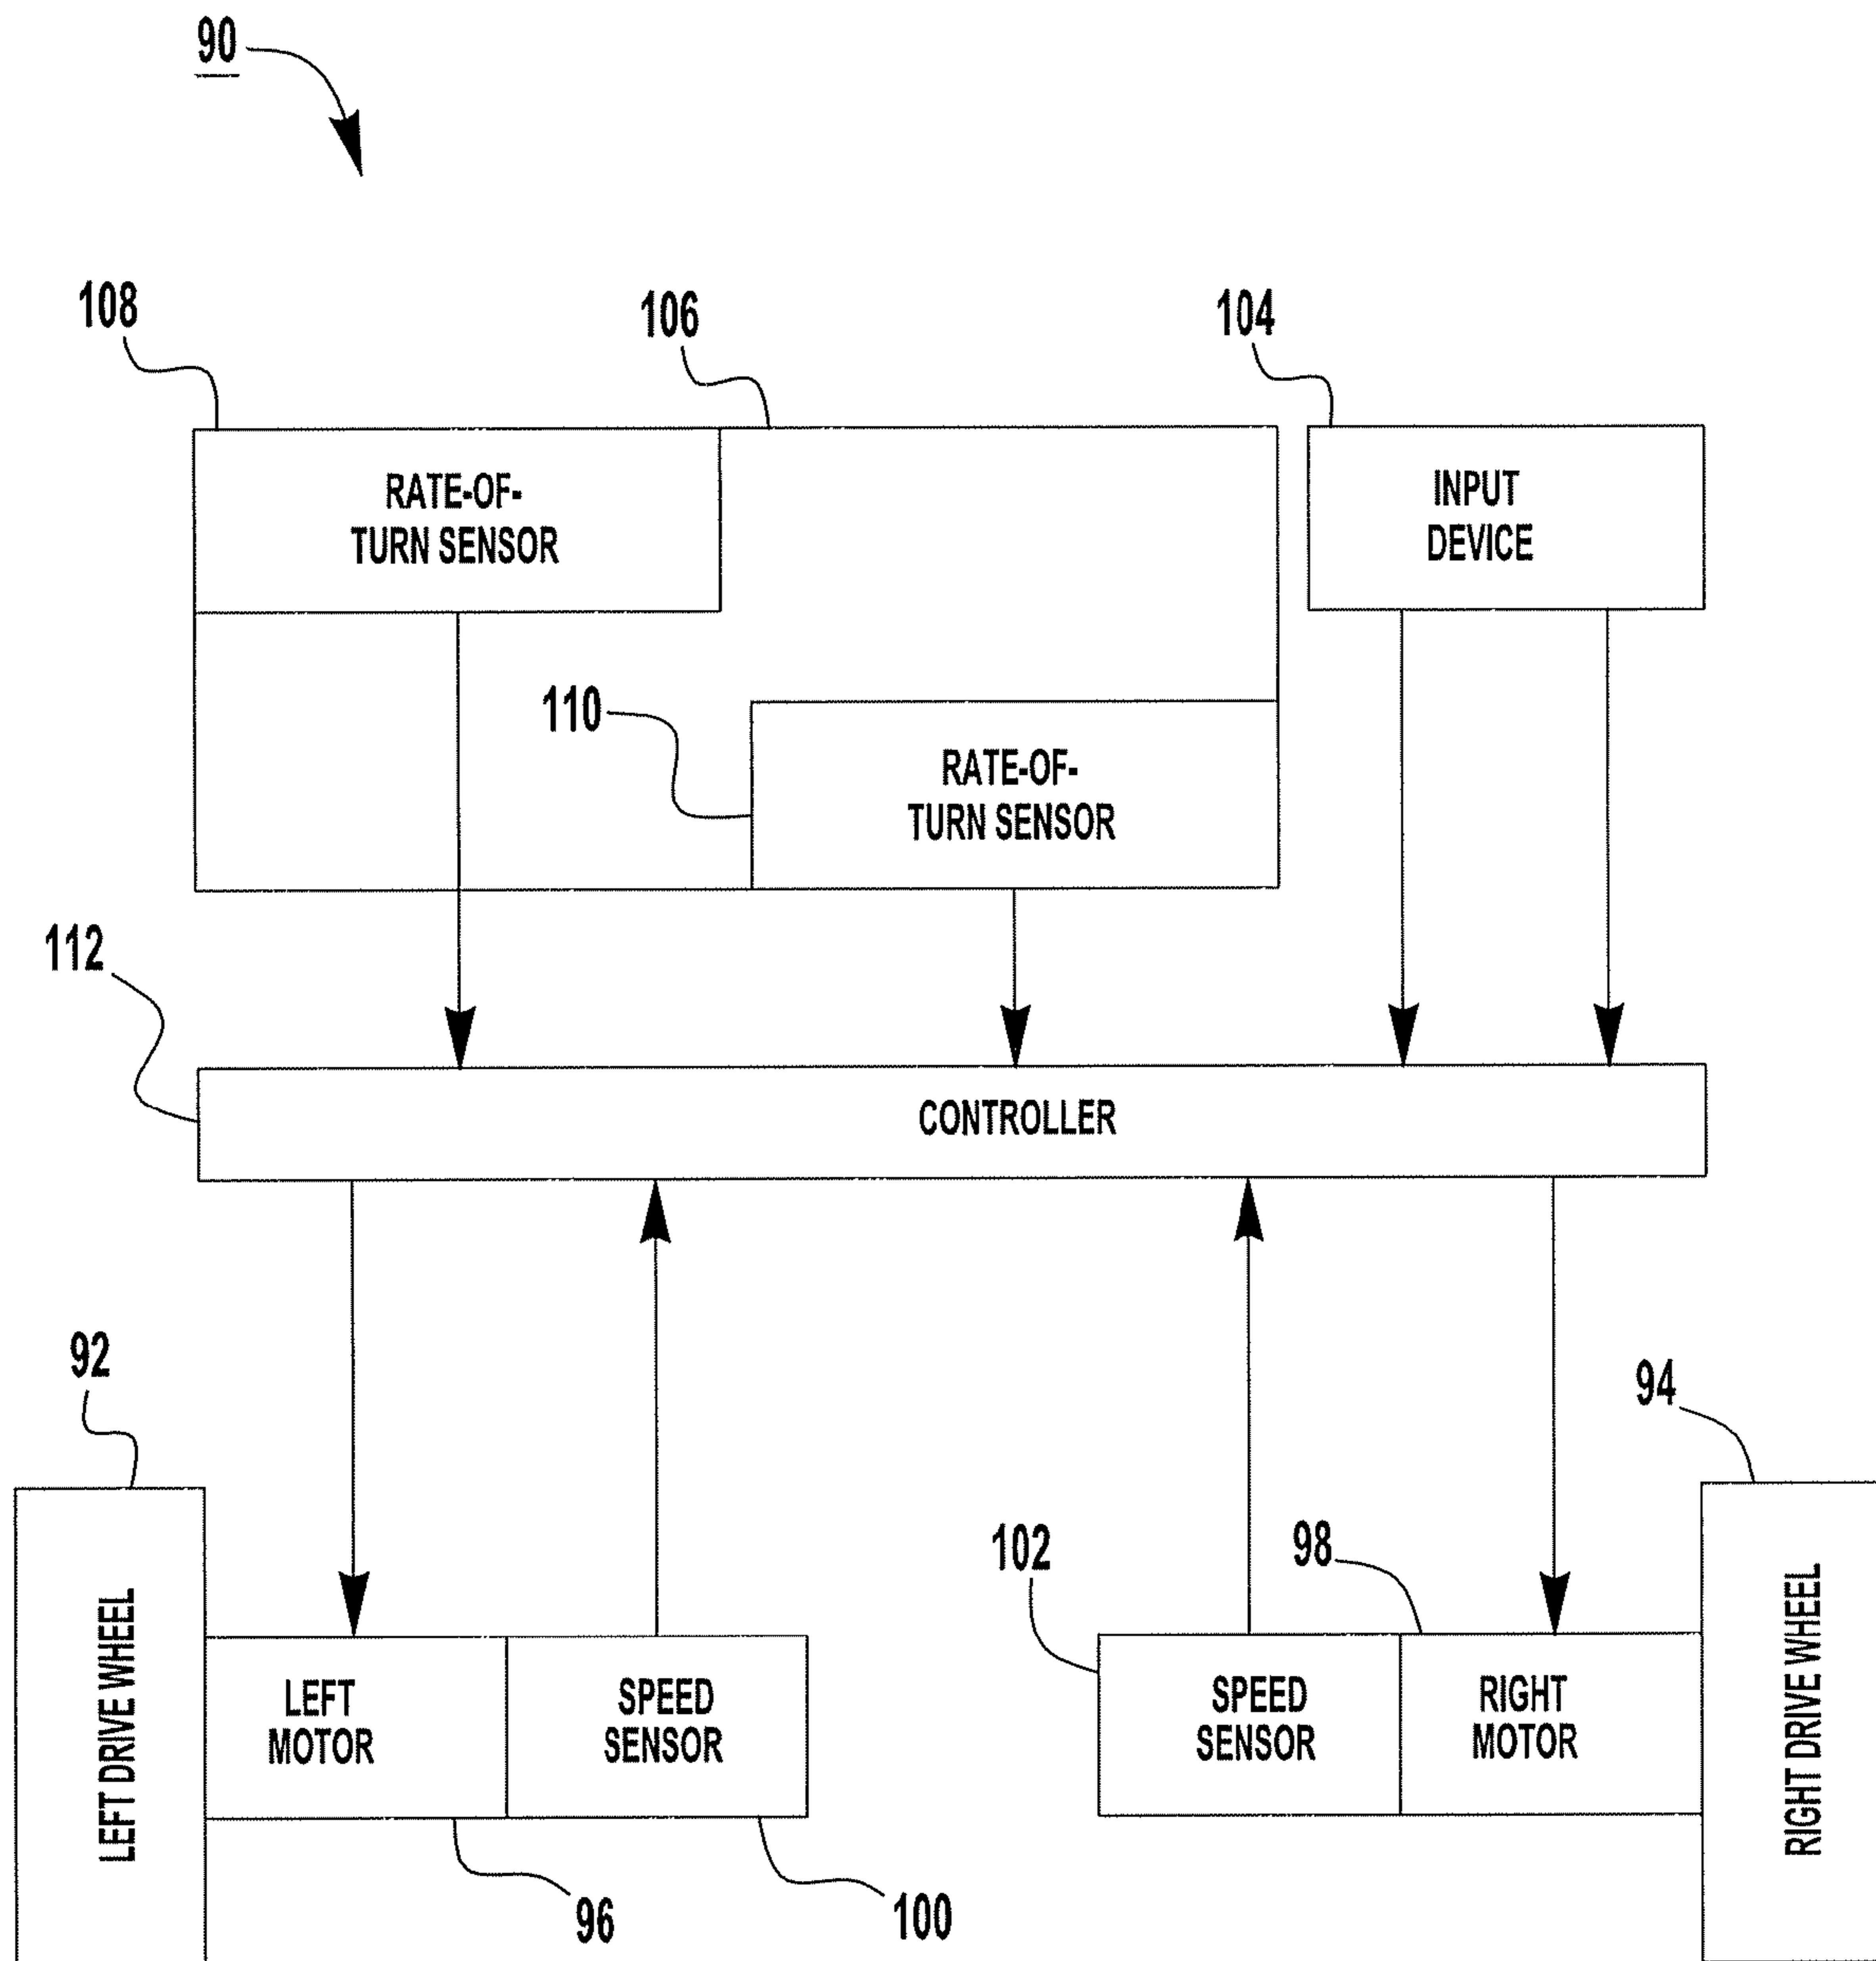 90
108
106
104
RATE-OF-
TURN SENSOR
INPUT
DEVICE
110
RATE-OF-
TURN SENSOR
112
CONTROLLER
92
94
102
98
LEFT DRIVE WHEEL
LEFT
MOTOR
SPEED
SENSOR
SPEED
SENSOR
RIGHT
MOTOR
RIGHT DRIVE WHEEL
96
100